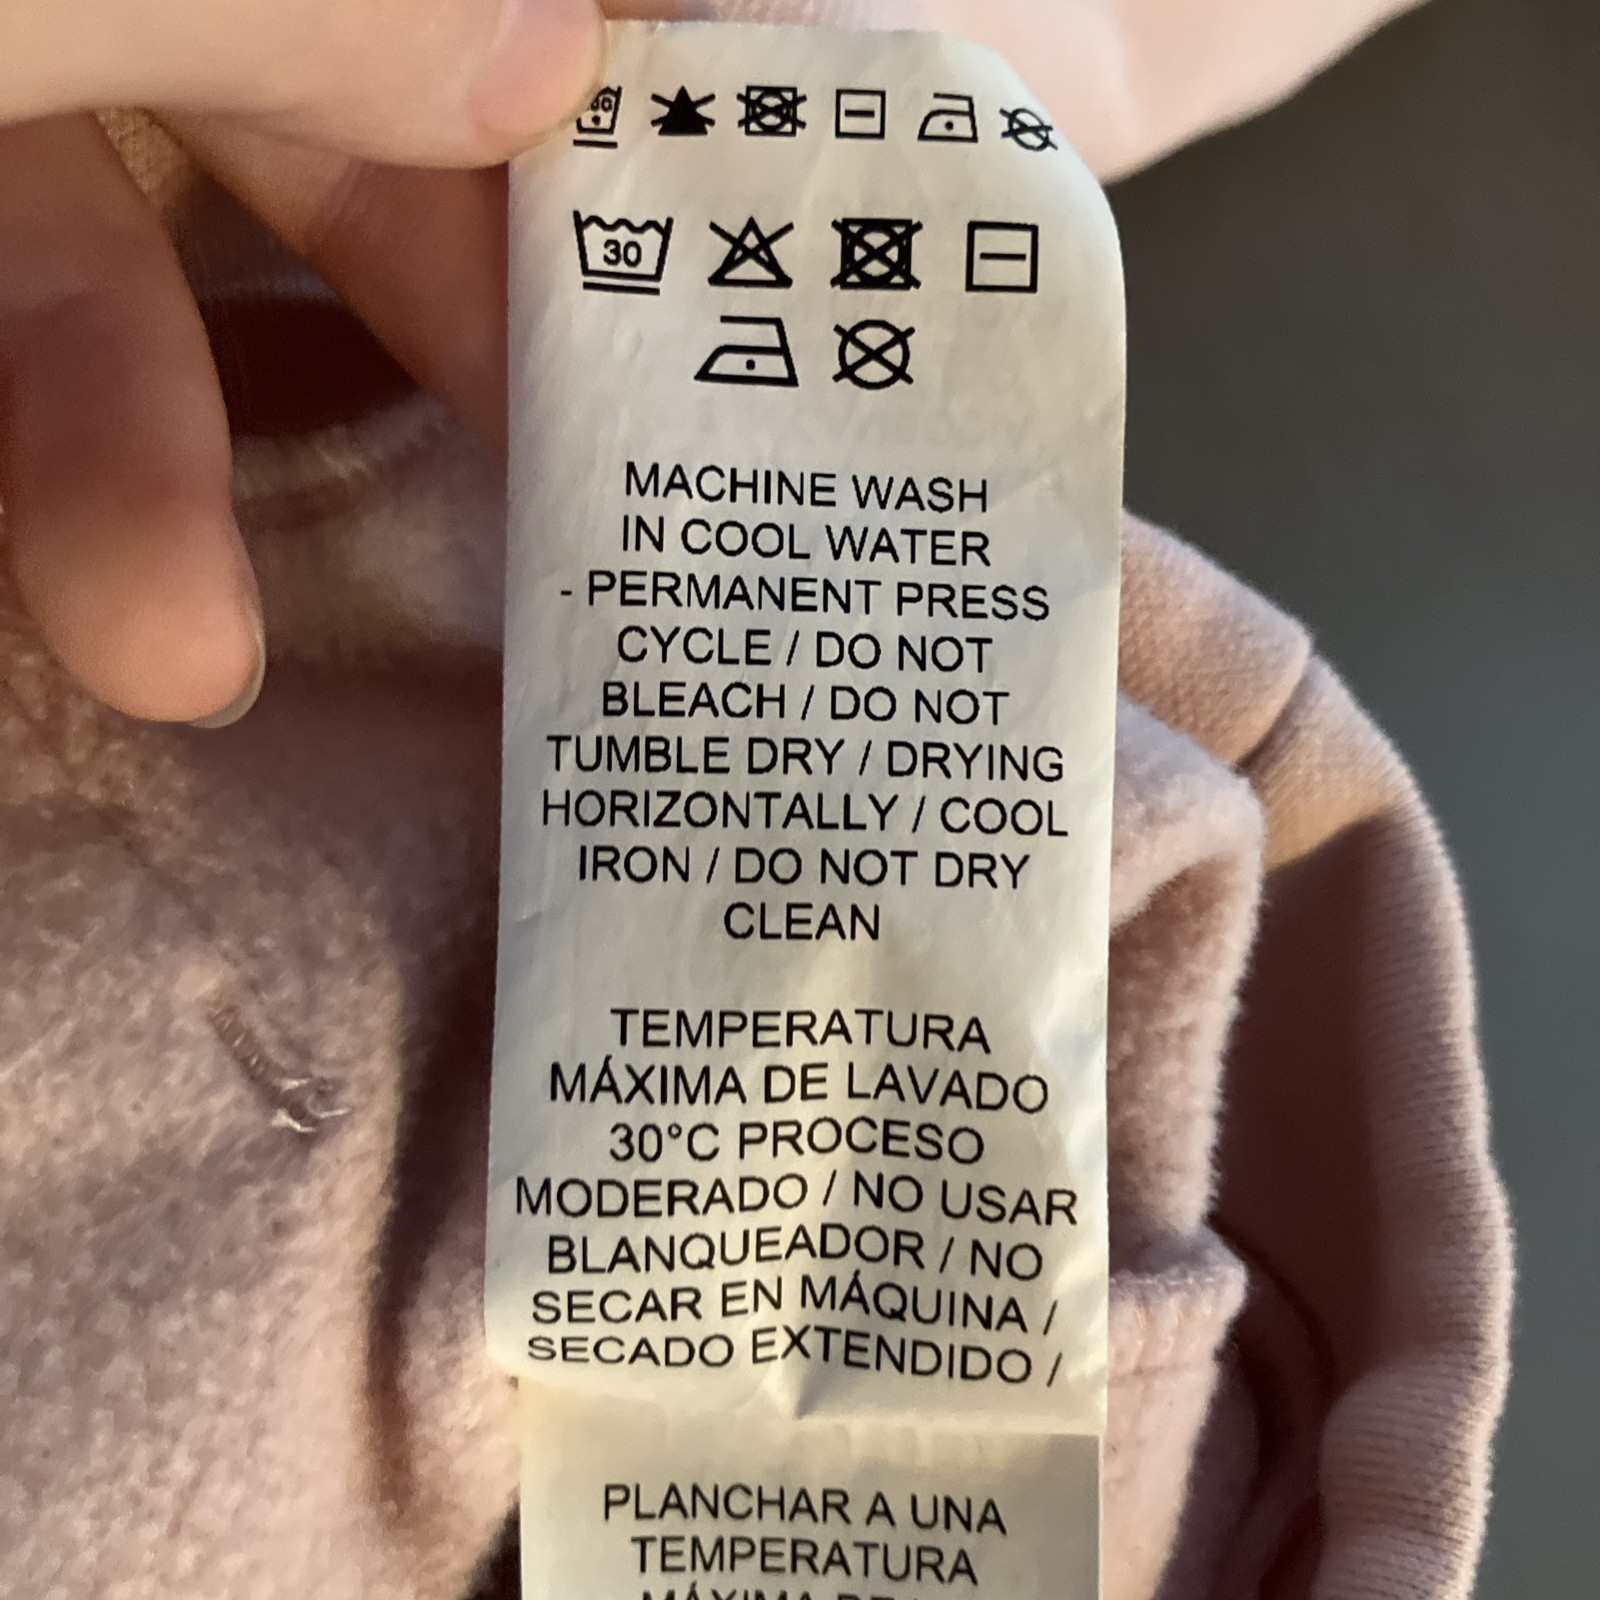 30
MACHINE WASH
IN COOL WATER
- PERMANENT PRESS
CYCLE / DO NOT
BLEACH / DO NOT
TUMBLE DRY / DRYING
HORIZONTALLY / COOL
IRON / DO NOT DRY
CLEAN
TEMPERATURA
MÁXIMA DE LAVADO
30°C PROCESO
MODERADO / NO USAR
BLANQUEADOR / NO
SECAR EN MÁQUINA /
SECADO EXTENDIDO /
PLANCHAR A UNA
TEMPERATURA
MÁXIMA DE